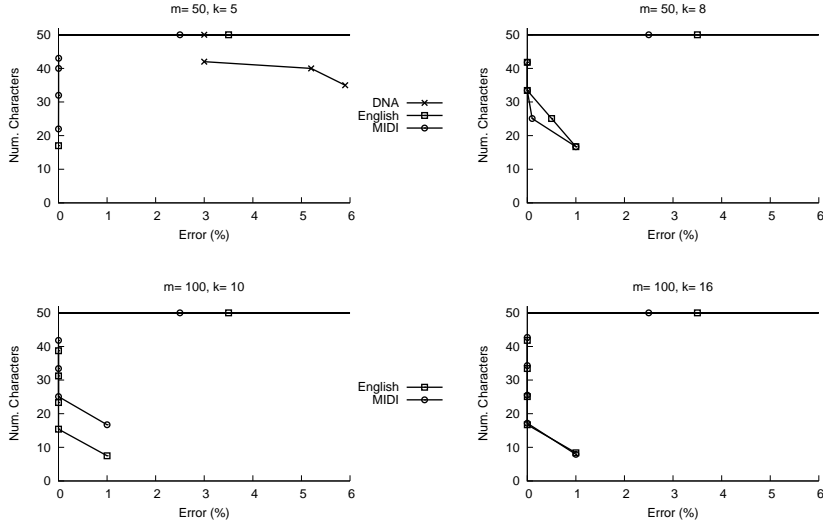 m= 50, k= 5
50
40
30
20
10
0
Num. Characters
0 1 2 3 4 5 6
Error (%)
DNA
English
MIDI
m= 50, k= 8
50
40
30
20
10
0
Num. Characters
0 1 2 3 4 5 6
Error (%)
m= 100, k= 10
50
40
30
20
10
0
Num. Characters
0 1 2 3 4 5 6
Error (%)
English
MIDI
m= 100, k= 16
50
40
30
20
10
0
Num. Characters
0 1 2 3 4 5 6
Error (%)